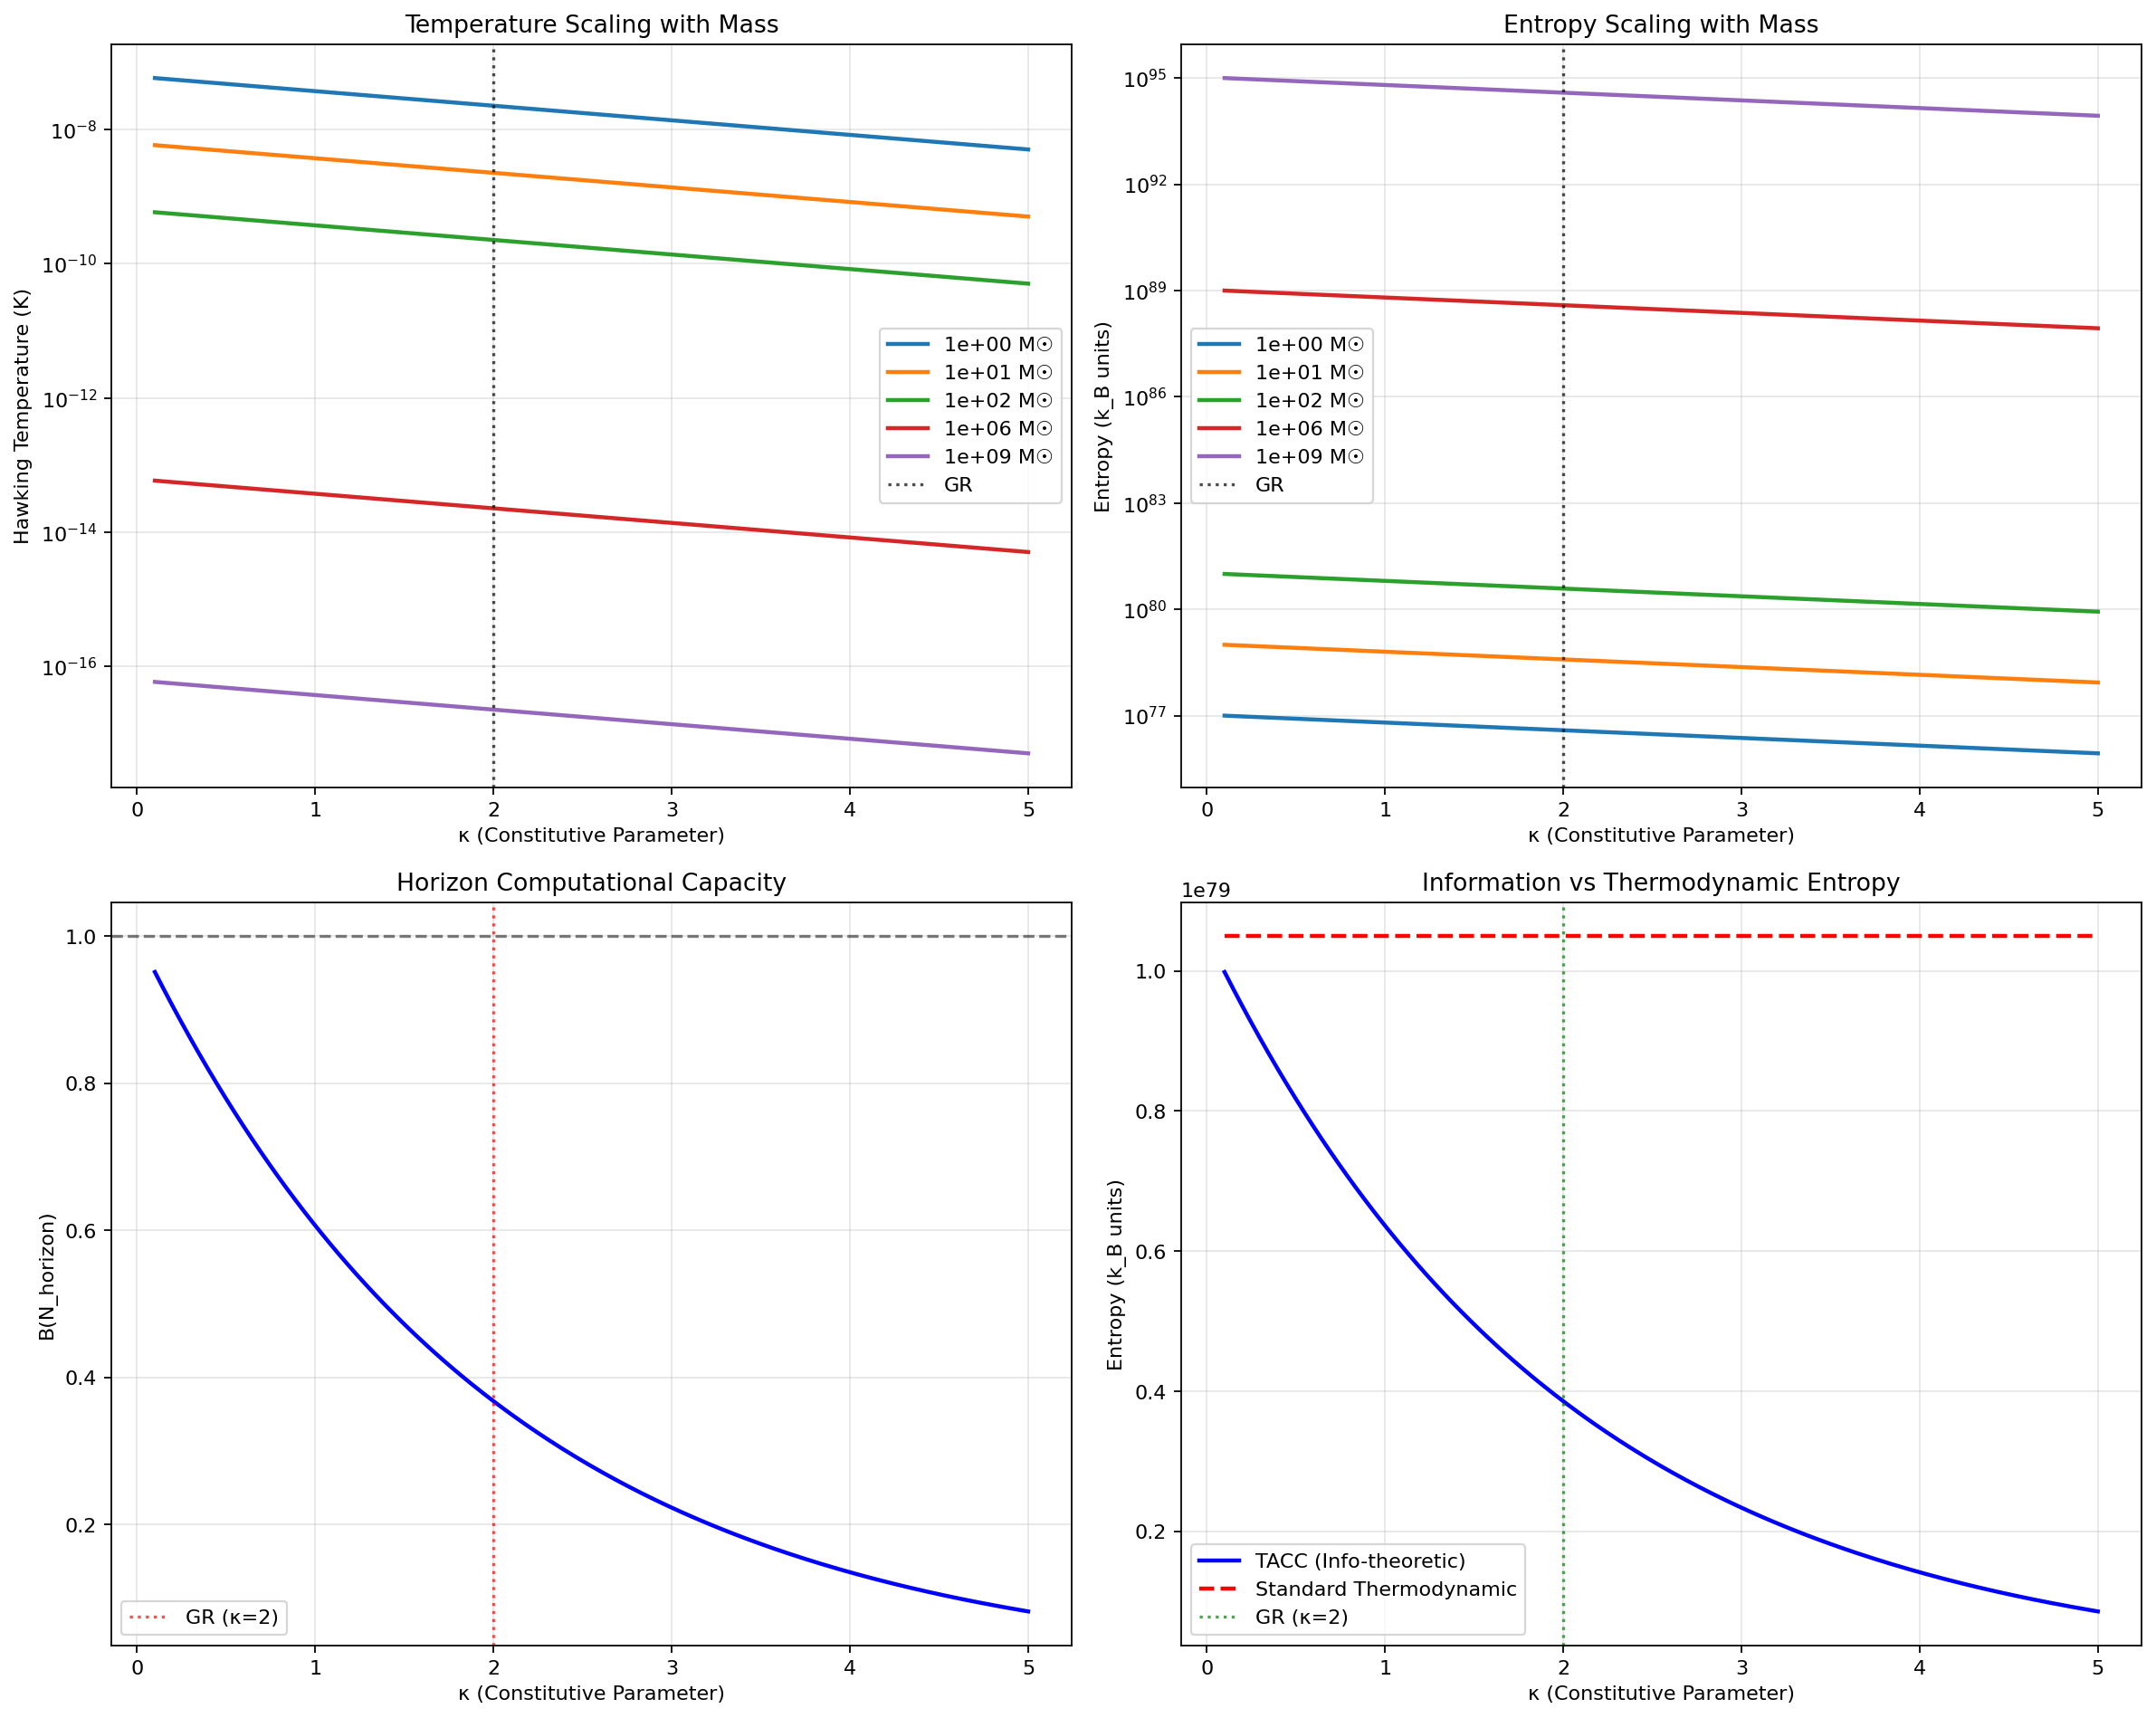 Temperature Scaling with Mass
Hawking Temperature (K)
10⁻⁸
10⁻¹⁰
10⁻¹²
10⁻¹⁴
10⁻¹⁶
1e+00 M☉
1e+01 M☉
1e+02 M☉
1e+06 M☉
1e+09 M☉
GR
0 1 2 3 4 5
κ (Constitutive Parameter)
Entropy Scaling with Mass
Entropy (k_B units)
10⁹⁵
10⁹²
10⁸⁹
10⁸⁶
10⁸³
10⁸⁰
10⁷⁷
1e+00 M☉
1e+01 M☉
1e+02 M☉
1e+06 M☉
1e+09 M☉
GR
0 1 2 3 4 5
κ (Constitutive Parameter)
Horizon Computational Capacity
B(N_horizon)
1.0
0.8
0.6
0.4
0.2
GR (κ=2)
0 1 2 3 4 5
κ (Constitutive Parameter)
Information vs Thermodynamic Entropy
1e79
Entropy (k_B units)
1.0
0.8
0.6
0.4
0.2
TACC (Info-theoretic)
Standard Thermodynamic
GR (κ=2)
0 1 2 3 4 5
κ (Constitutive Parameter)